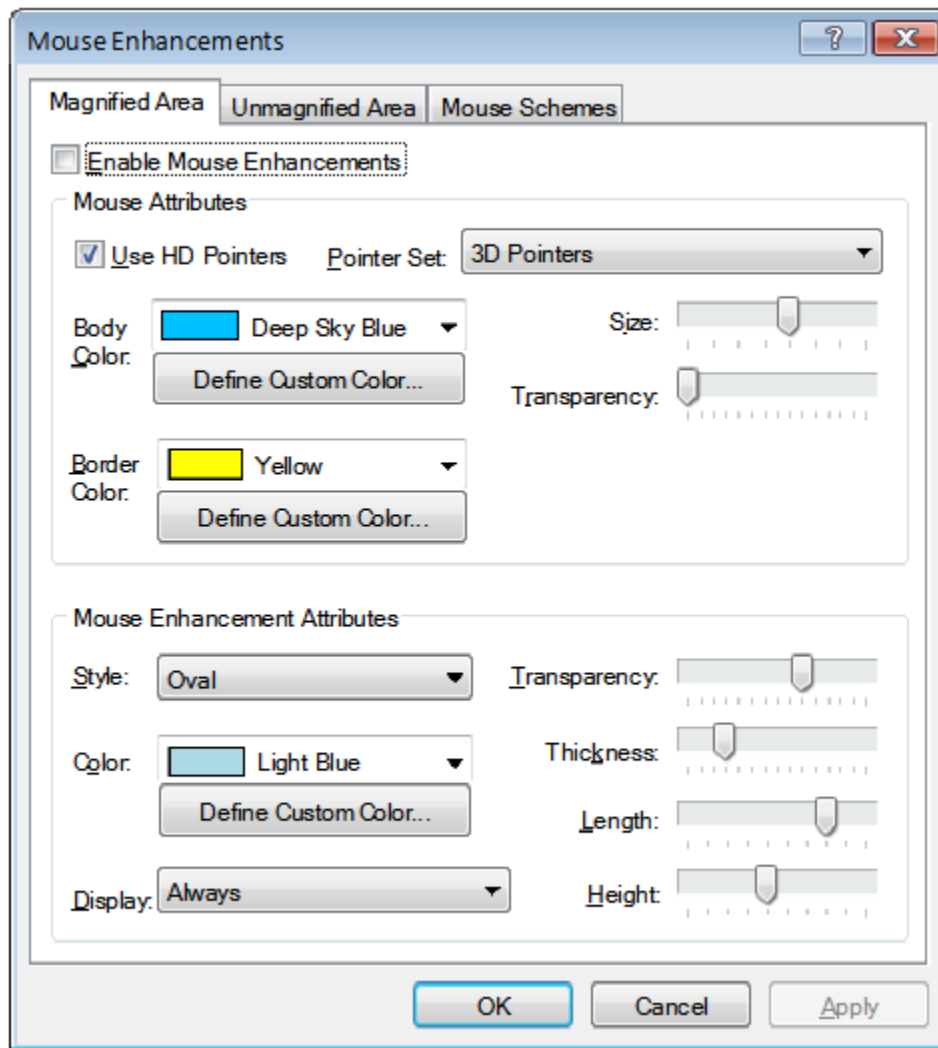 Mouse Enhancements
Magnified Area Unmagnified Area Mouse Schemes
Enable Mouse Enhancements
Mouse Attributes
Use HD Pointers Pointer Set: 3D Pointers
Body Color: Deep Sky Blue Size:
Define Custom Color... Transparency:
Border Color: Yellow
Define Custom Color...
Mouse Enhancement Attributes
Style: Oval Transparency:
Color: Light Blue Thickness:
Define Custom Color... Length:
Display: Always Height:
OK Cancel Apply